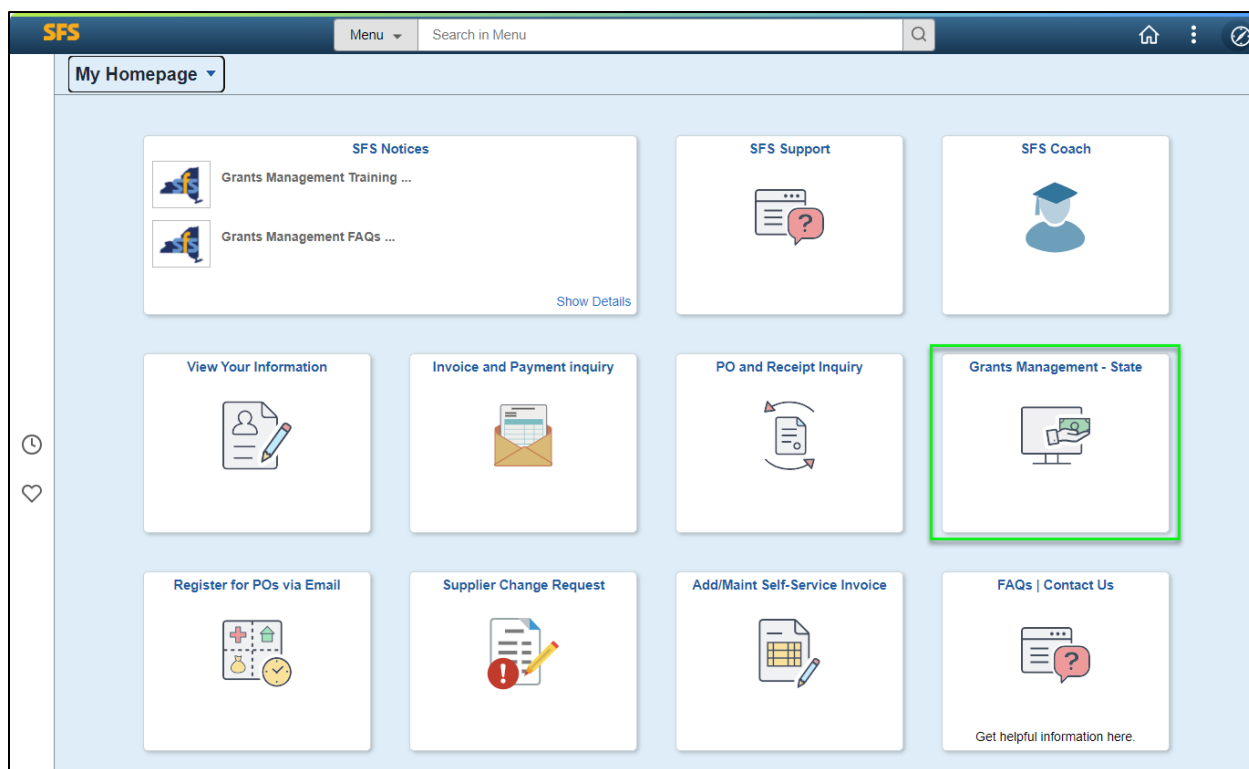 SFS
Menu
Search in Menu
My Homepage
SFS Notices
Grants Management Training ...
Grants Management FAQs ...
Show Details
SFS Support
SFS Coach
View Your Information
Invoice and Payment inquiry
PO and Receipt Inquiry
Grants Management - State
Register for POs via Email
Supplier Change Request
Add/Maint Self-Service Invoice
FAQs | Contact Us
Get helpful information here.